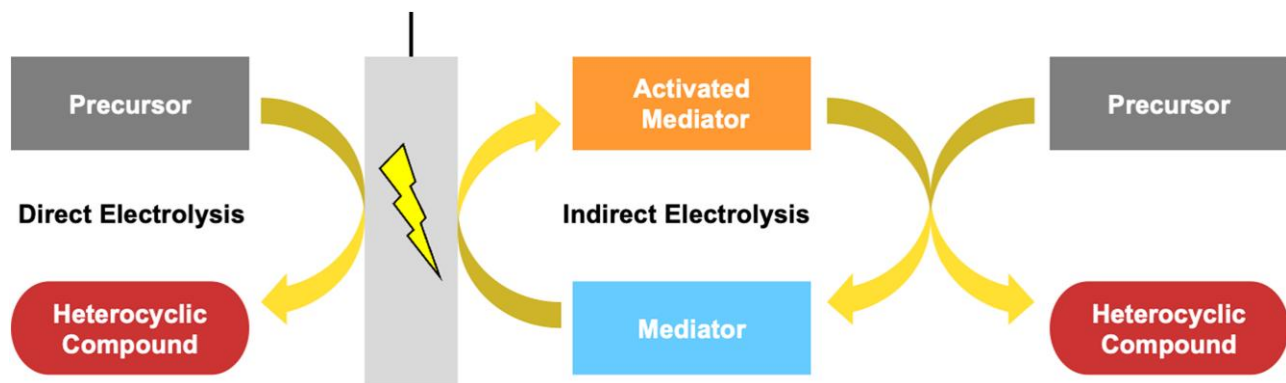 Precursor
Activated
Mediator
Precursor
Direct Electrolysis
Indirect Electrolysis
Heterocyclic
Compound
Mediator
Heterocyclic
Compound